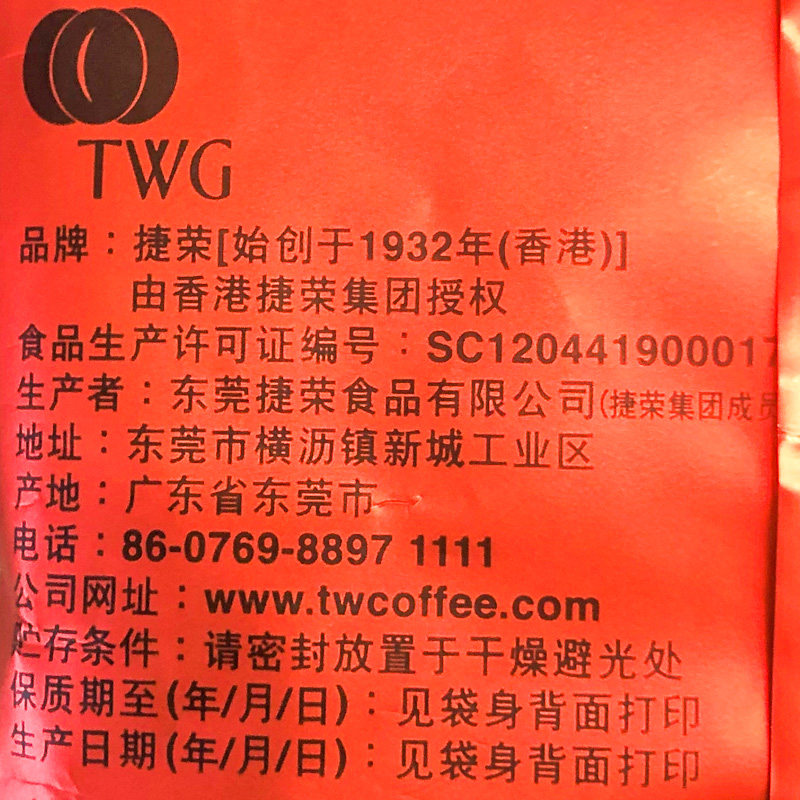 TWG
品牌：捷荣[始创于1932年(香港)]
由香港捷荣集团授权
食品生产许可证编号：SC120441900017
生产者：东莞捷荣食品有限公司(捷荣集团成员
地址：东莞市横沥镇新城工业区
产地：广东省东莞市
电话：86-0769-8897 1111
公司网址：www.twcoffee.com
贮存条件：请密封放置于干燥避光处
保质期至(年/月/日)：见袋身背面打印
生产日期(年/月/日)：见袋身背面打印